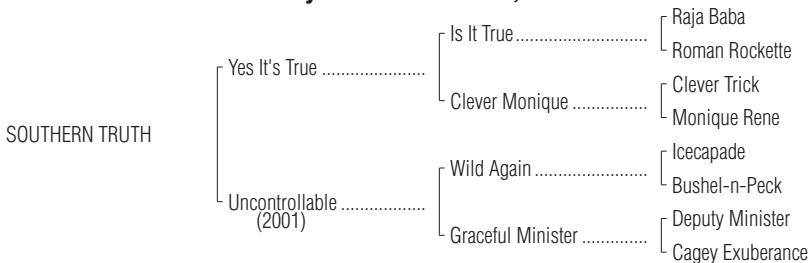 Raja Baba
Is It True
Roman Rockette
Yes It's True
Clever Trick
Clever Monique
Monique Rene
SOUTHERN TRUTH
Icecapade
Wild Again
Bushel-n-Peck
Uncontrollable
(2001)
Deputy Minister
Graceful Minister
Cagey Exuberance